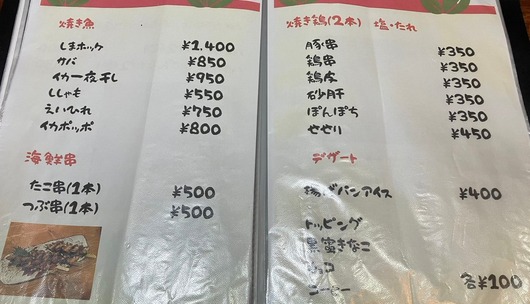 焼き魚
しまホック ¥1,400
サバ ¥850
イカ一夜干し ¥950
ししゃも ¥550
えいひれ ¥750
イカポッポ ¥800
海鮮串
たこ串(1本) ¥500
つぶ串(1本) ¥500
焼き鶏(2本) 塩・たれ
豚串 ¥350
鶏串 ¥350
鶏皮 ¥350
砂肝 ¥350
ぼんぽち ¥350
せせり ¥450
デザート
揚げパンアイス ¥400
トッピング
黒蜜きなこ
各¥100